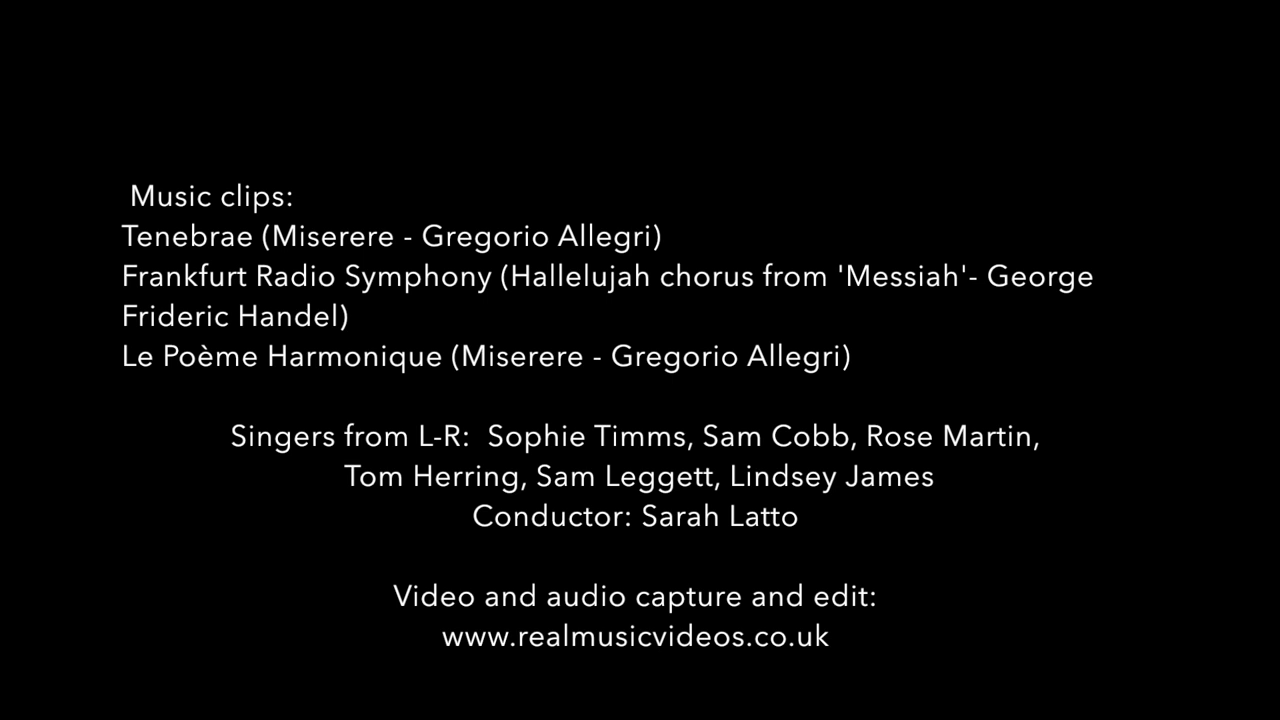 Music clips:
Tenebrae (Miserere - Gregorio Allegri)
Frankfurt Radio Symphony (Hallelujah chorus from 'Messiah'- George
Frideric Handel)
Le Poème Harmonique (Miserere - Gregorio Allegri)
Singers from L-R:  Sophie Timms, Sam Cobb, Rose Martin,
Tom Herring, Sam Leggett, Lindsey James
Conductor: Sarah Latto
Video and audio capture and edit:
www.realmusicvideos.co.uk